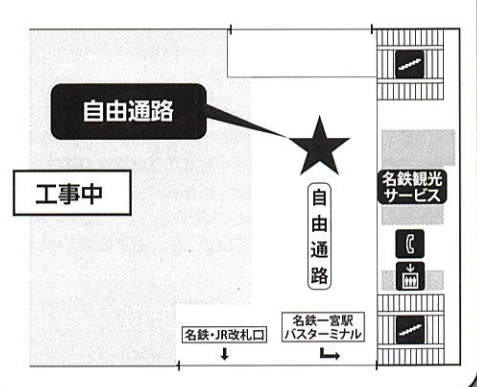 自由通路
工事中
名鉄観光
サービス
自由通路
名鉄・JR改札口
名鉄一宮駅
バスターミナル